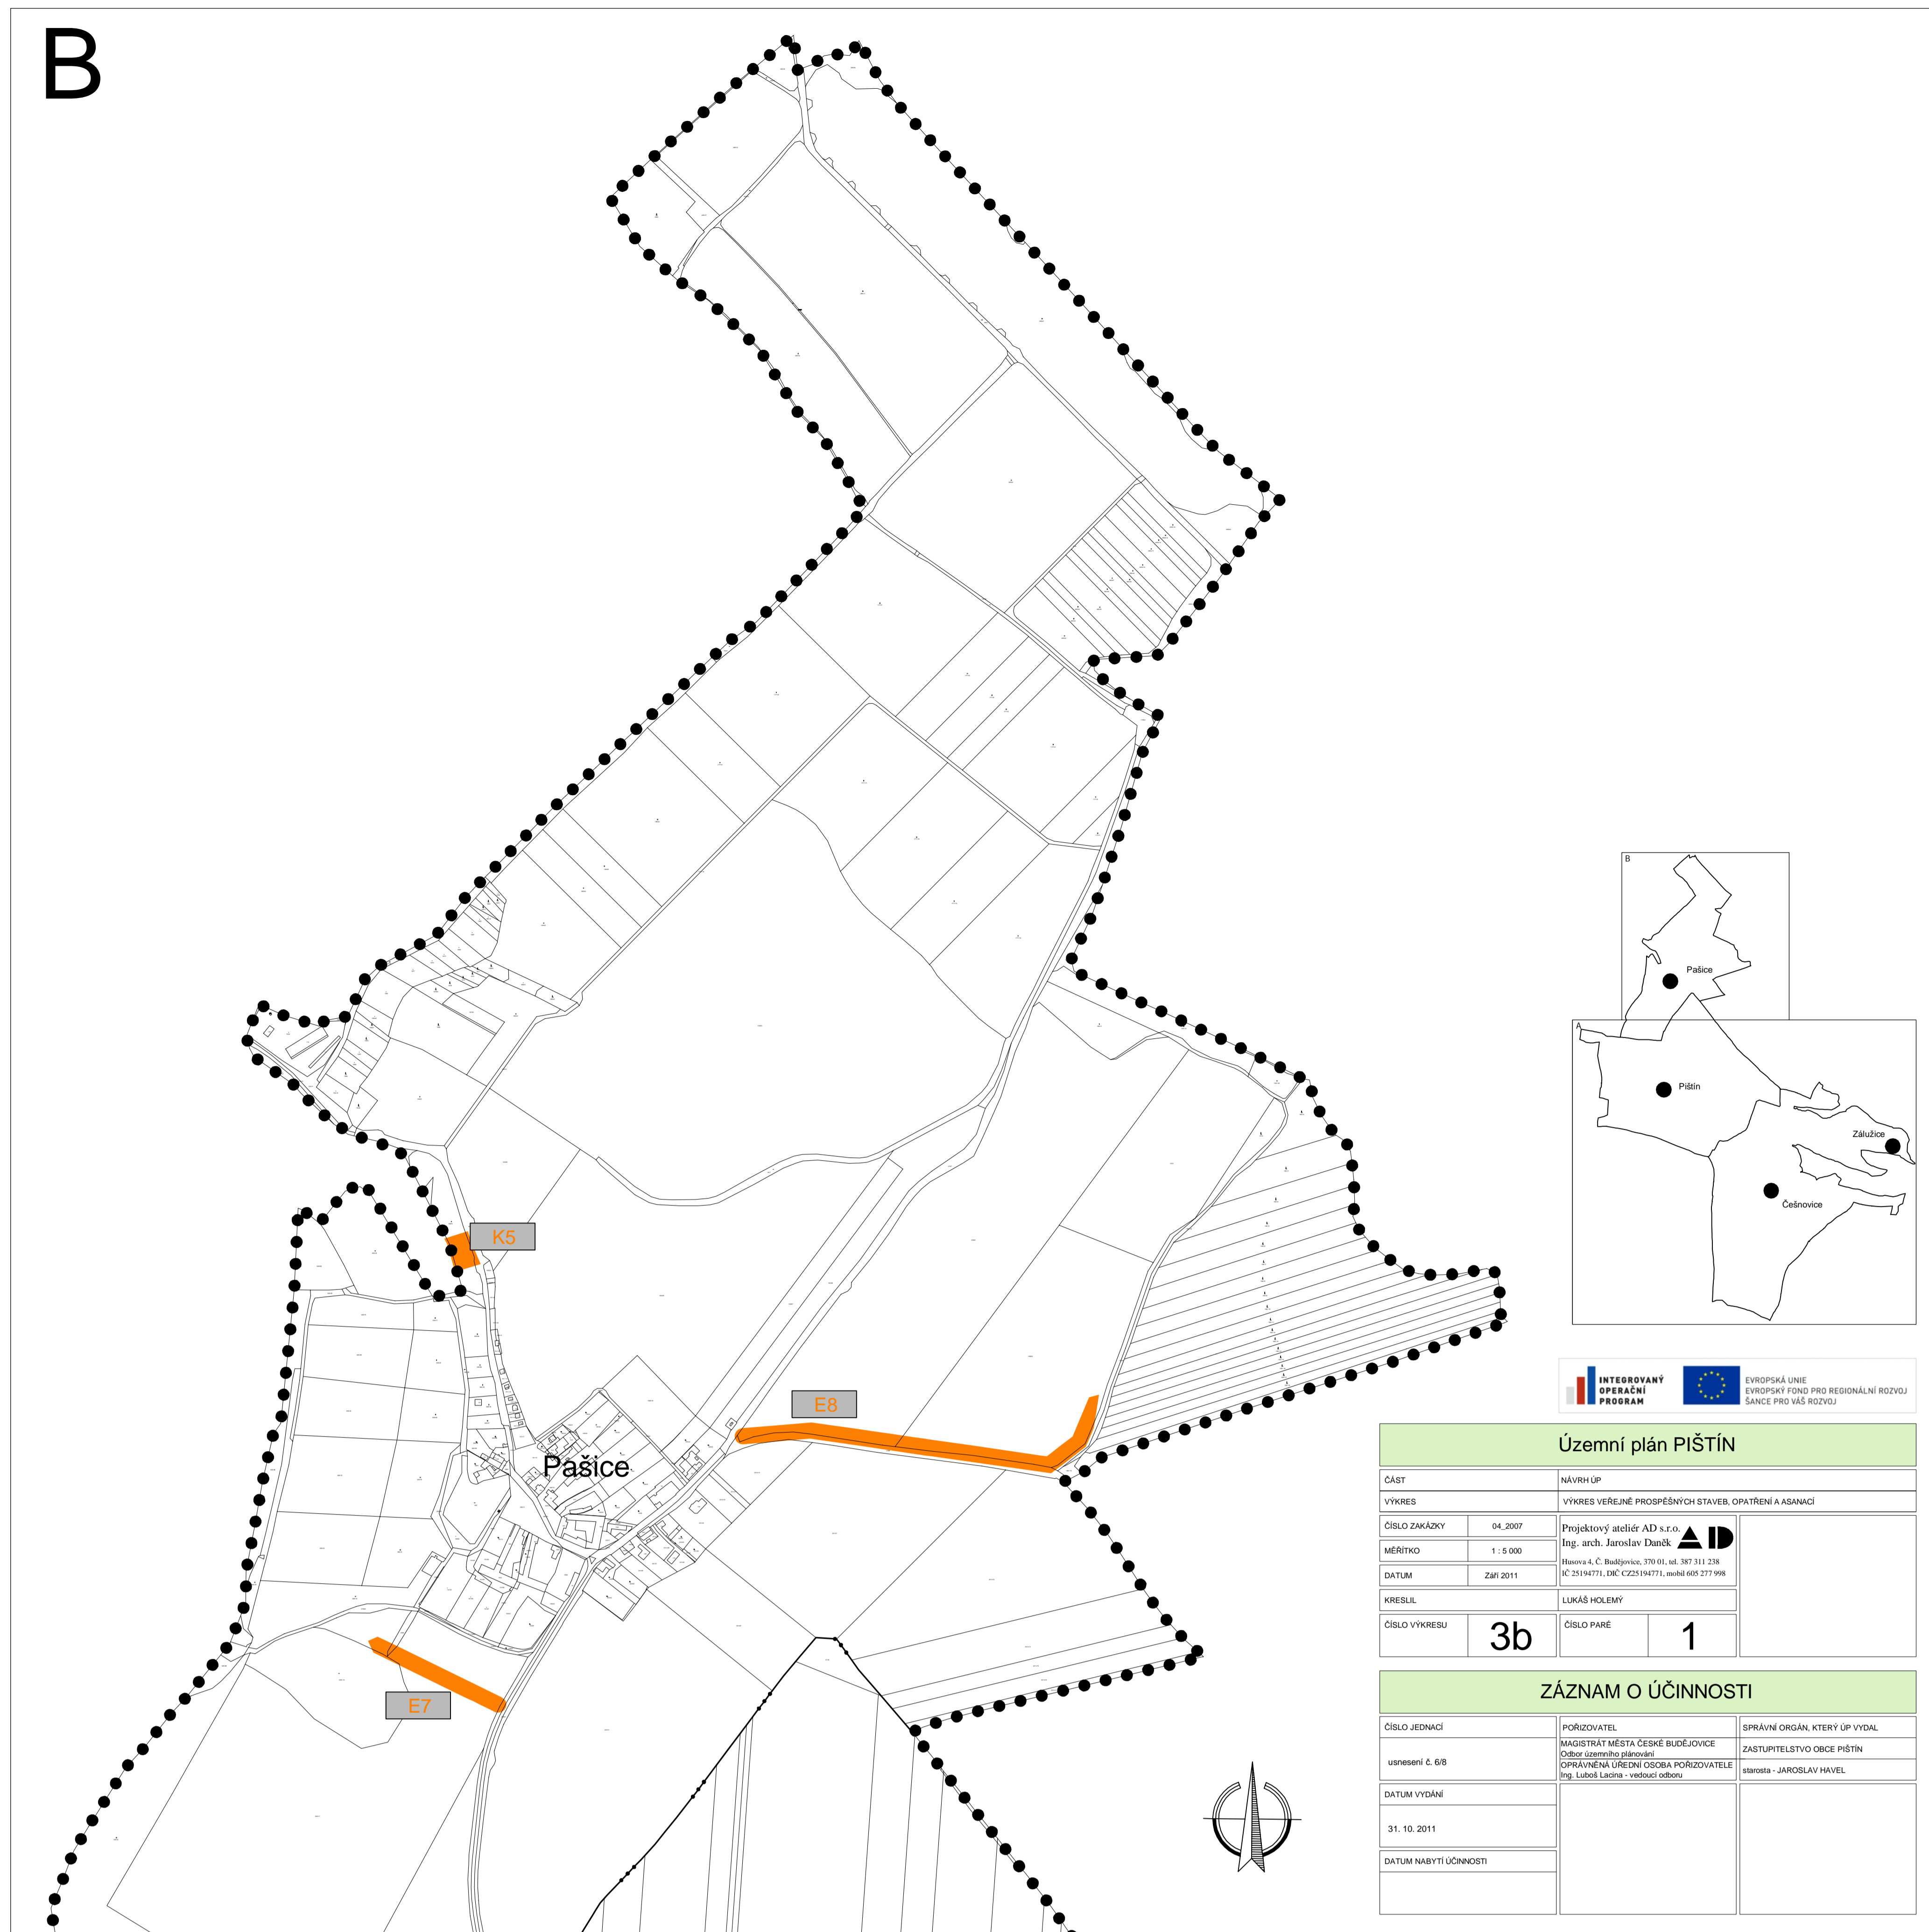 B
K5
E8
Pašice
E7
B
Pašice
A
Pištín
Zálužice
Češnovice
INTEGROVANÝ
OPERAČNÍ
PROGRAM
EVROPSKÁ UNIE
EVROPSKÝ FOND PRO REGIONÁLNÍ ROZVOJ
ŠANCE PRO VÁŠ ROZVOJ
Územní plán PIŠTÍN
ČÁST NÁVRH ÚP
VÝKRES VÝKRES VEŘEJNĚ PROSPĚŠNÝCH STAVEB, OPATŘENÍ A ASANACÍ
ČÍSLO ZAKÁZKY 04_2007
MĚŘÍTKO 1 : 5 000
DATUM Září 2011
Projektový ateliér AD s.r.o.
Ing. arch. Jaroslav Daněk
Husova 4, Č. Budějovice, 370 01, tel. 387 311 238
IČ 25194771, DIČ CZ25194771, mobil 605 277 998
KRESLIL LUKÁŠ HOLEMÝ
ČÍSLO VÝKRESU 3b ČÍSLO PARÉ 1
ZÁZNAM O ÚČINNOSTI
ČÍSLO JEDNACÍ
usnesení č. 6/8
POŘIZOVATEL
MAGISTRÁT MĚSTA ČESKÉ BUDĚJOVICE
Odbor územního plánování
OPRÁVNĚNÁ ÚŘEDNÍ OSOBA POŘIZOVATELE
Ing. Luboš Lacina - vedoucí odboru
SPRÁVNÍ ORGÁN, KTERÝ ÚP VYDAL
ZASTUPITELSTVO OBCE PIŠTÍN
starosta - JAROSLAV HAVEL
DATUM VYDÁNÍ
31. 10. 2011
DATUM NABYTÍ ÚČINNOSTI